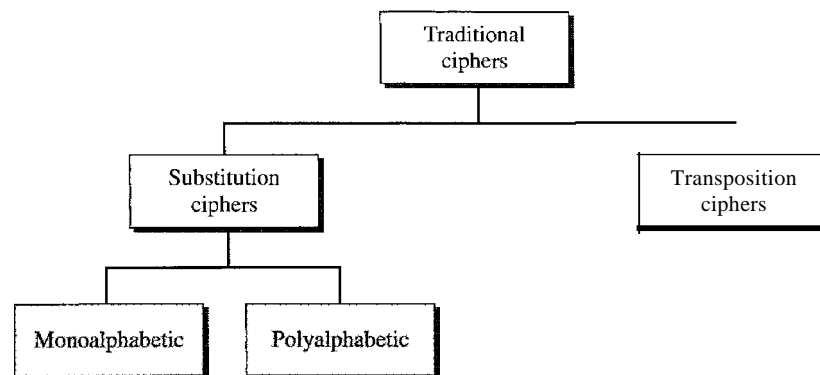 Traditional
ciphers
Substitution
ciphers
Transposition
ciphers
Monoalphabetic
Polyalphabetic